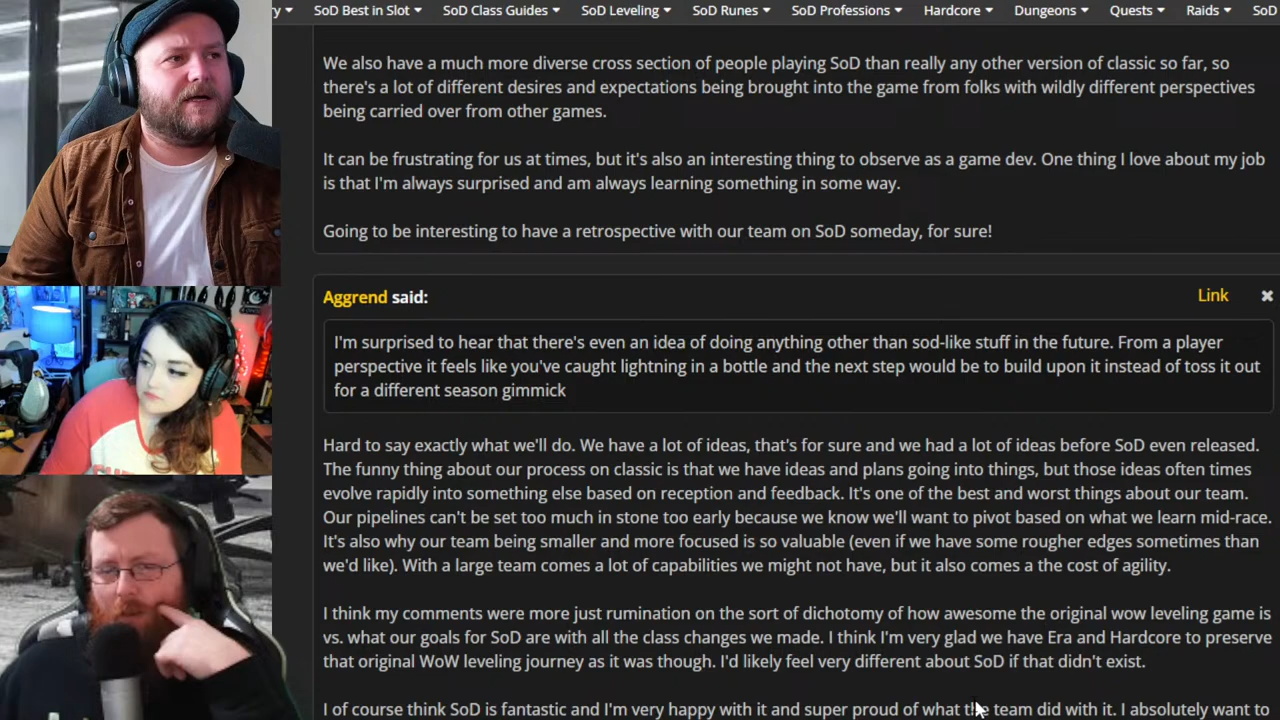 y SoD Best in Slot SoD Class Guides SoD Leveling SoD Runes SoD Professions Hardcore Dungeons Quests Raids SoD
We also have a much more diverse cross section of people playing SoD than really any other version of classic so far, so
there's a lot of different desires and expectations being brought into the game from folks with wildly different perspectives
being carried over from other games.
It can be frustrating for us at times, but it's also an interesting thing to observe as a game dev. One thing I love about my job
is that I'm always surprised and am always learning something in some way.
Going to be interesting to have a retrospective with our team on SoD someday, for sure!
Aggrend said: Link
I'm surprised to hear that there's even an idea of doing anything other than sod-like stuff in the future. From a player
perspective it feels like you've caught lightning in a bottle and the next step would be to build upon it instead of toss it out
for a different season gimmick
Hard to say exactly what we'll do. We have a lot of ideas, that's for sure and we had a lot of ideas before SoD even released.
The funny thing about our process on classic is that we have ideas and plans going into things, but those ideas often times
evolve rapidly into something else based on reception and feedback. It's one of the best and worst things about our team.
Our pipelines can't be set too much in stone too early because we know we'll want to pivot based on what we learn mid-race.
It's also why our team being smaller and more focused is so valuable (even if we have some rougher edges sometimes than
we'd like). With a large team comes a lot of capabilities we might not have, but it also comes a the cost of agility.
I think my comments were more just rumination on the sort of dichotomy of how awesome the original wow leveling game is
vs. what our goals for SoD are with all the class changes we made. I think I'm very glad we have Era and Hardcore to preserve
that original WoW leveling journey as it was though. I'd likely feel very different about SoD if that didn't exist.
I of course think SoD is fantastic and I'm very happy with it and super proud of what the team did with it. I absolutely want to